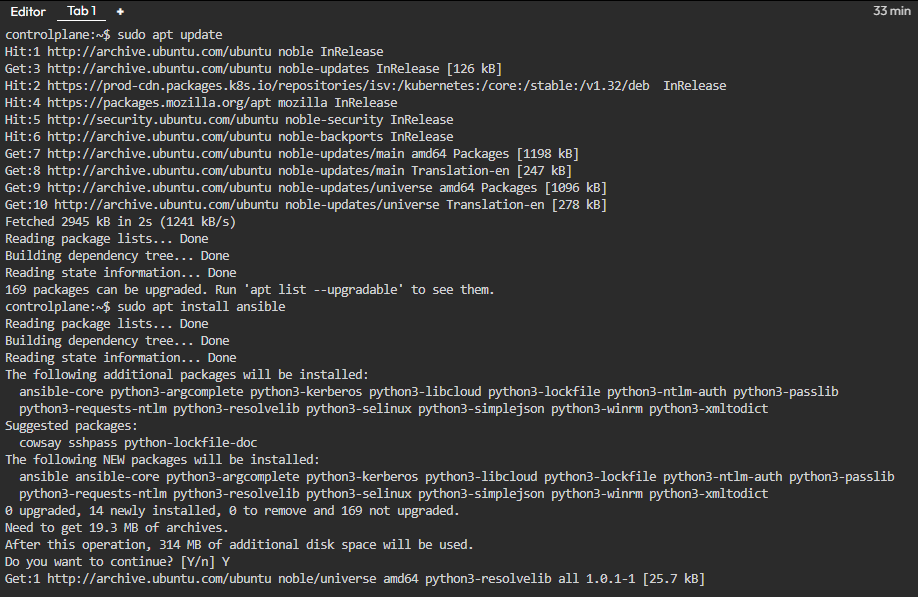 Editor Tab 1 + 33 min
controlplane:~$ sudo apt update
Hit:1 http://archive.ubuntu.com/ubuntu noble InRelease
Get:3 http://archive.ubuntu.com/ubuntu noble-updates InRelease [126 kB]
Hit:2 https://prod-cdn.packages.k8s.io/repositories/isv:/kubernetes:/core:/stable:/v1.32/deb  InRelease
Hit:4 https://packages.mozilla.org/apt mozilla InRelease
Hit:5 http://security.ubuntu.com/ubuntu noble-security InRelease
Hit:6 http://archive.ubuntu.com/ubuntu noble-backports InRelease
Get:7 http://archive.ubuntu.com/ubuntu noble-updates/main amd64 Packages [1198 kB]
Get:8 http://archive.ubuntu.com/ubuntu noble-updates/main Translation-en [247 kB]
Get:9 http://archive.ubuntu.com/ubuntu noble-updates/universe amd64 Packages [1096 kB]
Get:10 http://archive.ubuntu.com/ubuntu noble-updates/universe Translation-en [278 kB]
Fetched 2945 kB in 2s (1241 kB/s)
Reading package lists... Done
Building dependency tree... Done
Reading state information... Done
169 packages can be upgraded. Run 'apt list --upgradable' to see them.
controlplane:~$ sudo apt install ansible
Reading package lists... Done
Building dependency tree... Done
Reading state information... Done
The following additional packages will be installed:
  ansible-core python3-argcomplete python3-kerberos python3-libcloud python3-lockfile python3-ntlm-auth python3-passlib
  python3-requests-ntlm python3-resolvelib python3-selinux python3-simplejson python3-winrm python3-xmltodict
Suggested packages:
  cowsay sshpass python-lockfile-doc
The following NEW packages will be installed:
  ansible ansible-core python3-argcomplete python3-kerberos python3-libcloud python3-lockfile python3-ntlm-auth python3-passlib
  python3-requests-ntlm python3-resolvelib python3-selinux python3-simplejson python3-winrm python3-xmltodict
0 upgraded, 14 newly installed, 0 to remove and 169 not upgraded.
Need to get 19.3 MB of archives.
After this operation, 314 MB of additional disk space will be used.
Do you want to continue? [Y/n] Y
Get:1 http://archive.ubuntu.com/ubuntu noble/universe amd64 python3-resolvelib all 1.0.1-1 [25.7 kB]